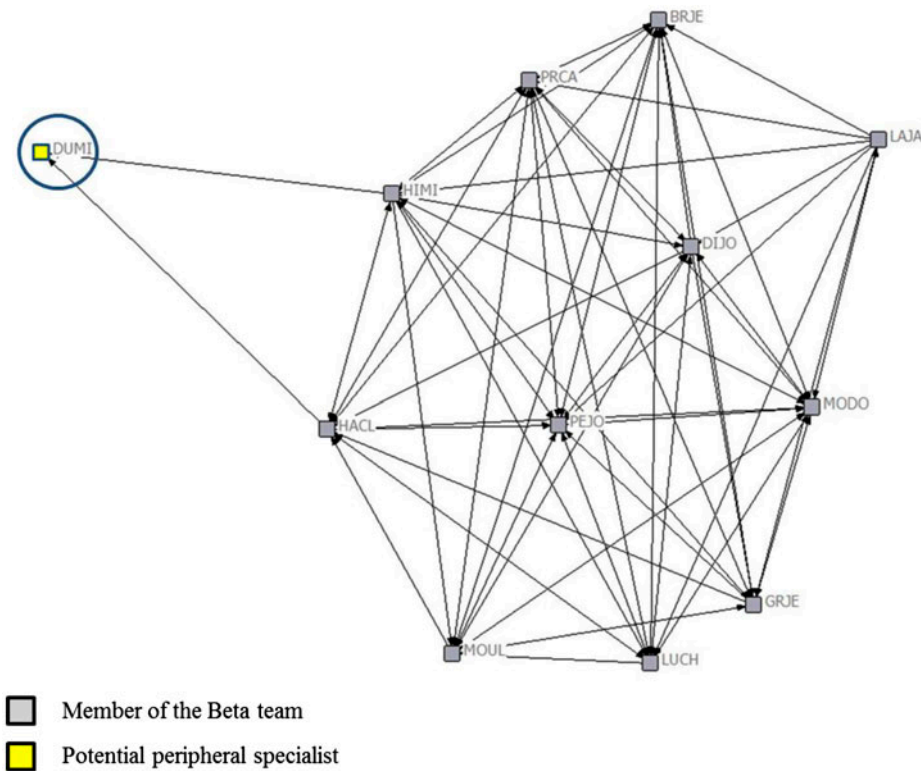 BRJE
PRCA
LAJA
DUMI
HIMI
DIJO
MODO
PEJO
HACL
GRJE
MOUL
LUCH
Member of the Beta team
Potential peripheral specialist